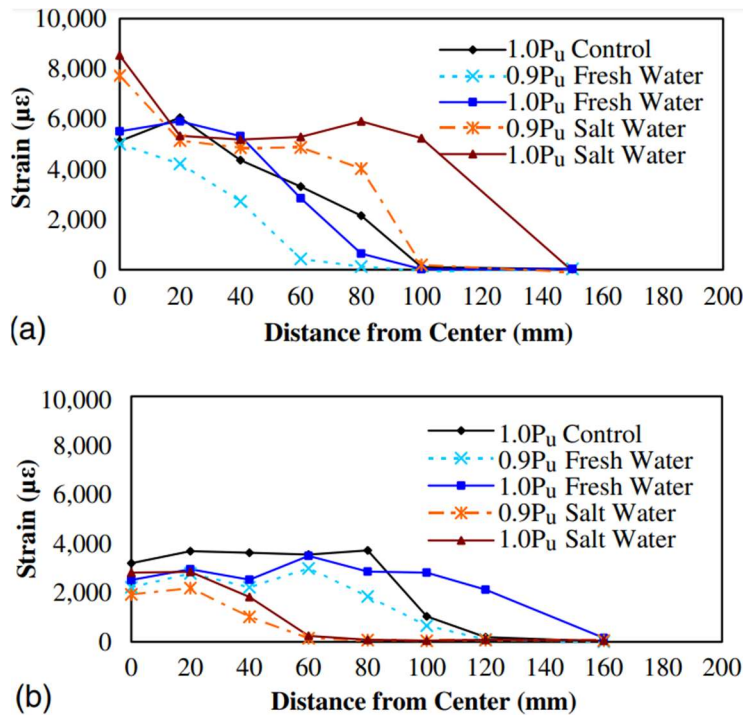 10,000
8,000
6,000
4,000
2,000
0
Strain (με)
1.0Pu Control
0.9Pu Fresh Water
1.0Pu Fresh Water
0.9Pu Salt Water
1.0Pu Salt Water
0 20 40 60 80 100 120 140 160 180 200
Distance from Center (mm)
(a)
10,000
8,000
6,000
4,000
2,000
0
Strain (με)
1.0Pu Control
0.9Pu Fresh Water
1.0Pu Fresh Water
0.9Pu Salt Water
1.0Pu Salt Water
0 20 40 60 80 100 120 140 160 180 200
Distance from Center (mm)
(b)